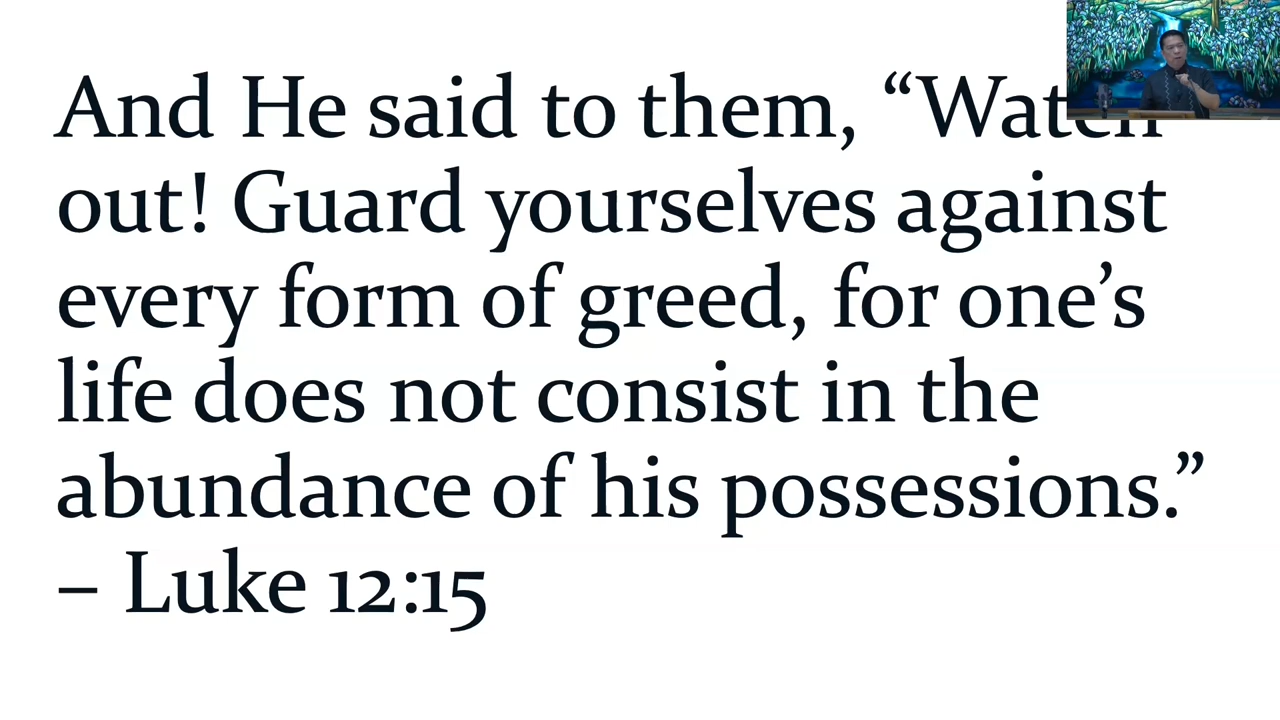 And He said to them, “Watch
out! Guard yourselves against
every form of greed, for one’s
life does not consist in the
abundance of his possessions.”
– Luke 12:15